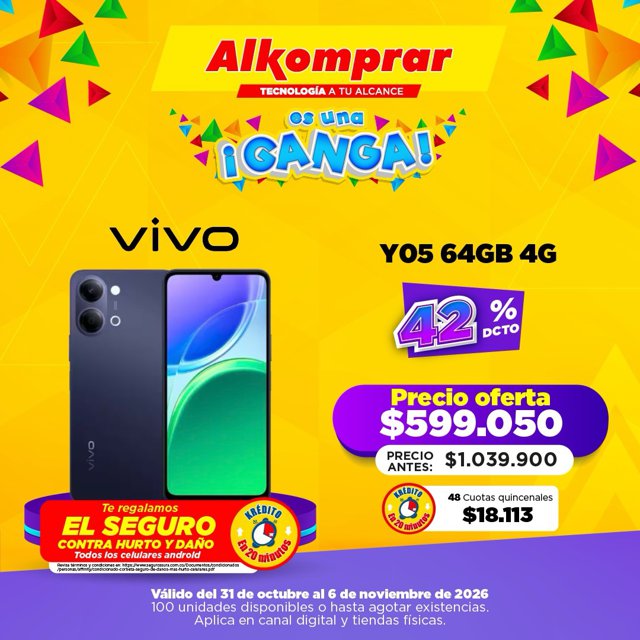 Alkomprar
TECNOLOGÍA A TU ALCANCE
es una
¡GANGA!
vivo
Y05 64GB 4G
42 %
DCTO
Precio oferta
$599.050
PRECIO
ANTES: $1.039.900
KRÉDITO
En 20 minutos
48 Cuotas quincenales
$18.113
vivo
Te regalamos
EL SEGURO
CONTRA HURTO Y DAÑO
Todos los celulares android
KRÉDITO
En 20 minutos
Válido del 31 de octubre al 6 de noviembre de 2026
100 unidades disponibles o hasta agotar existencias.
Aplica en canal digital y tiendas físicas.